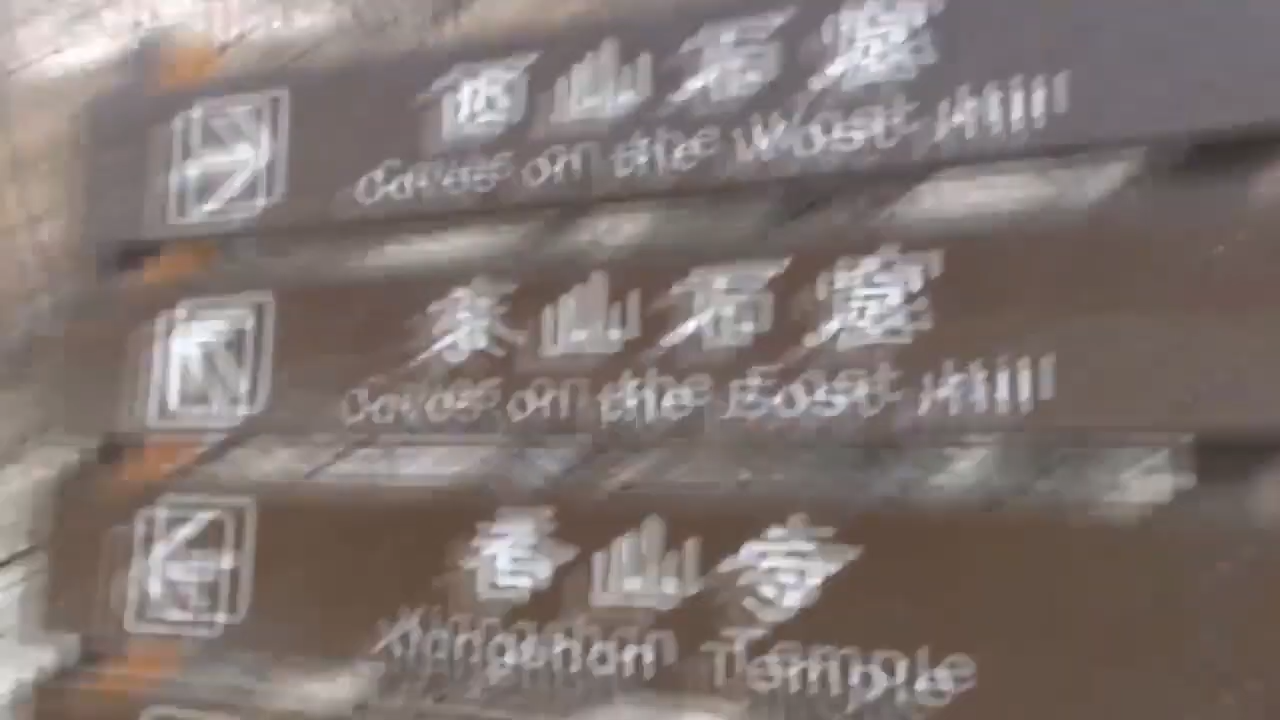 西山石窟
Caves on the West Hill
东山石窟
Caves on the East Hill
香山寺
Xiangshan Temple